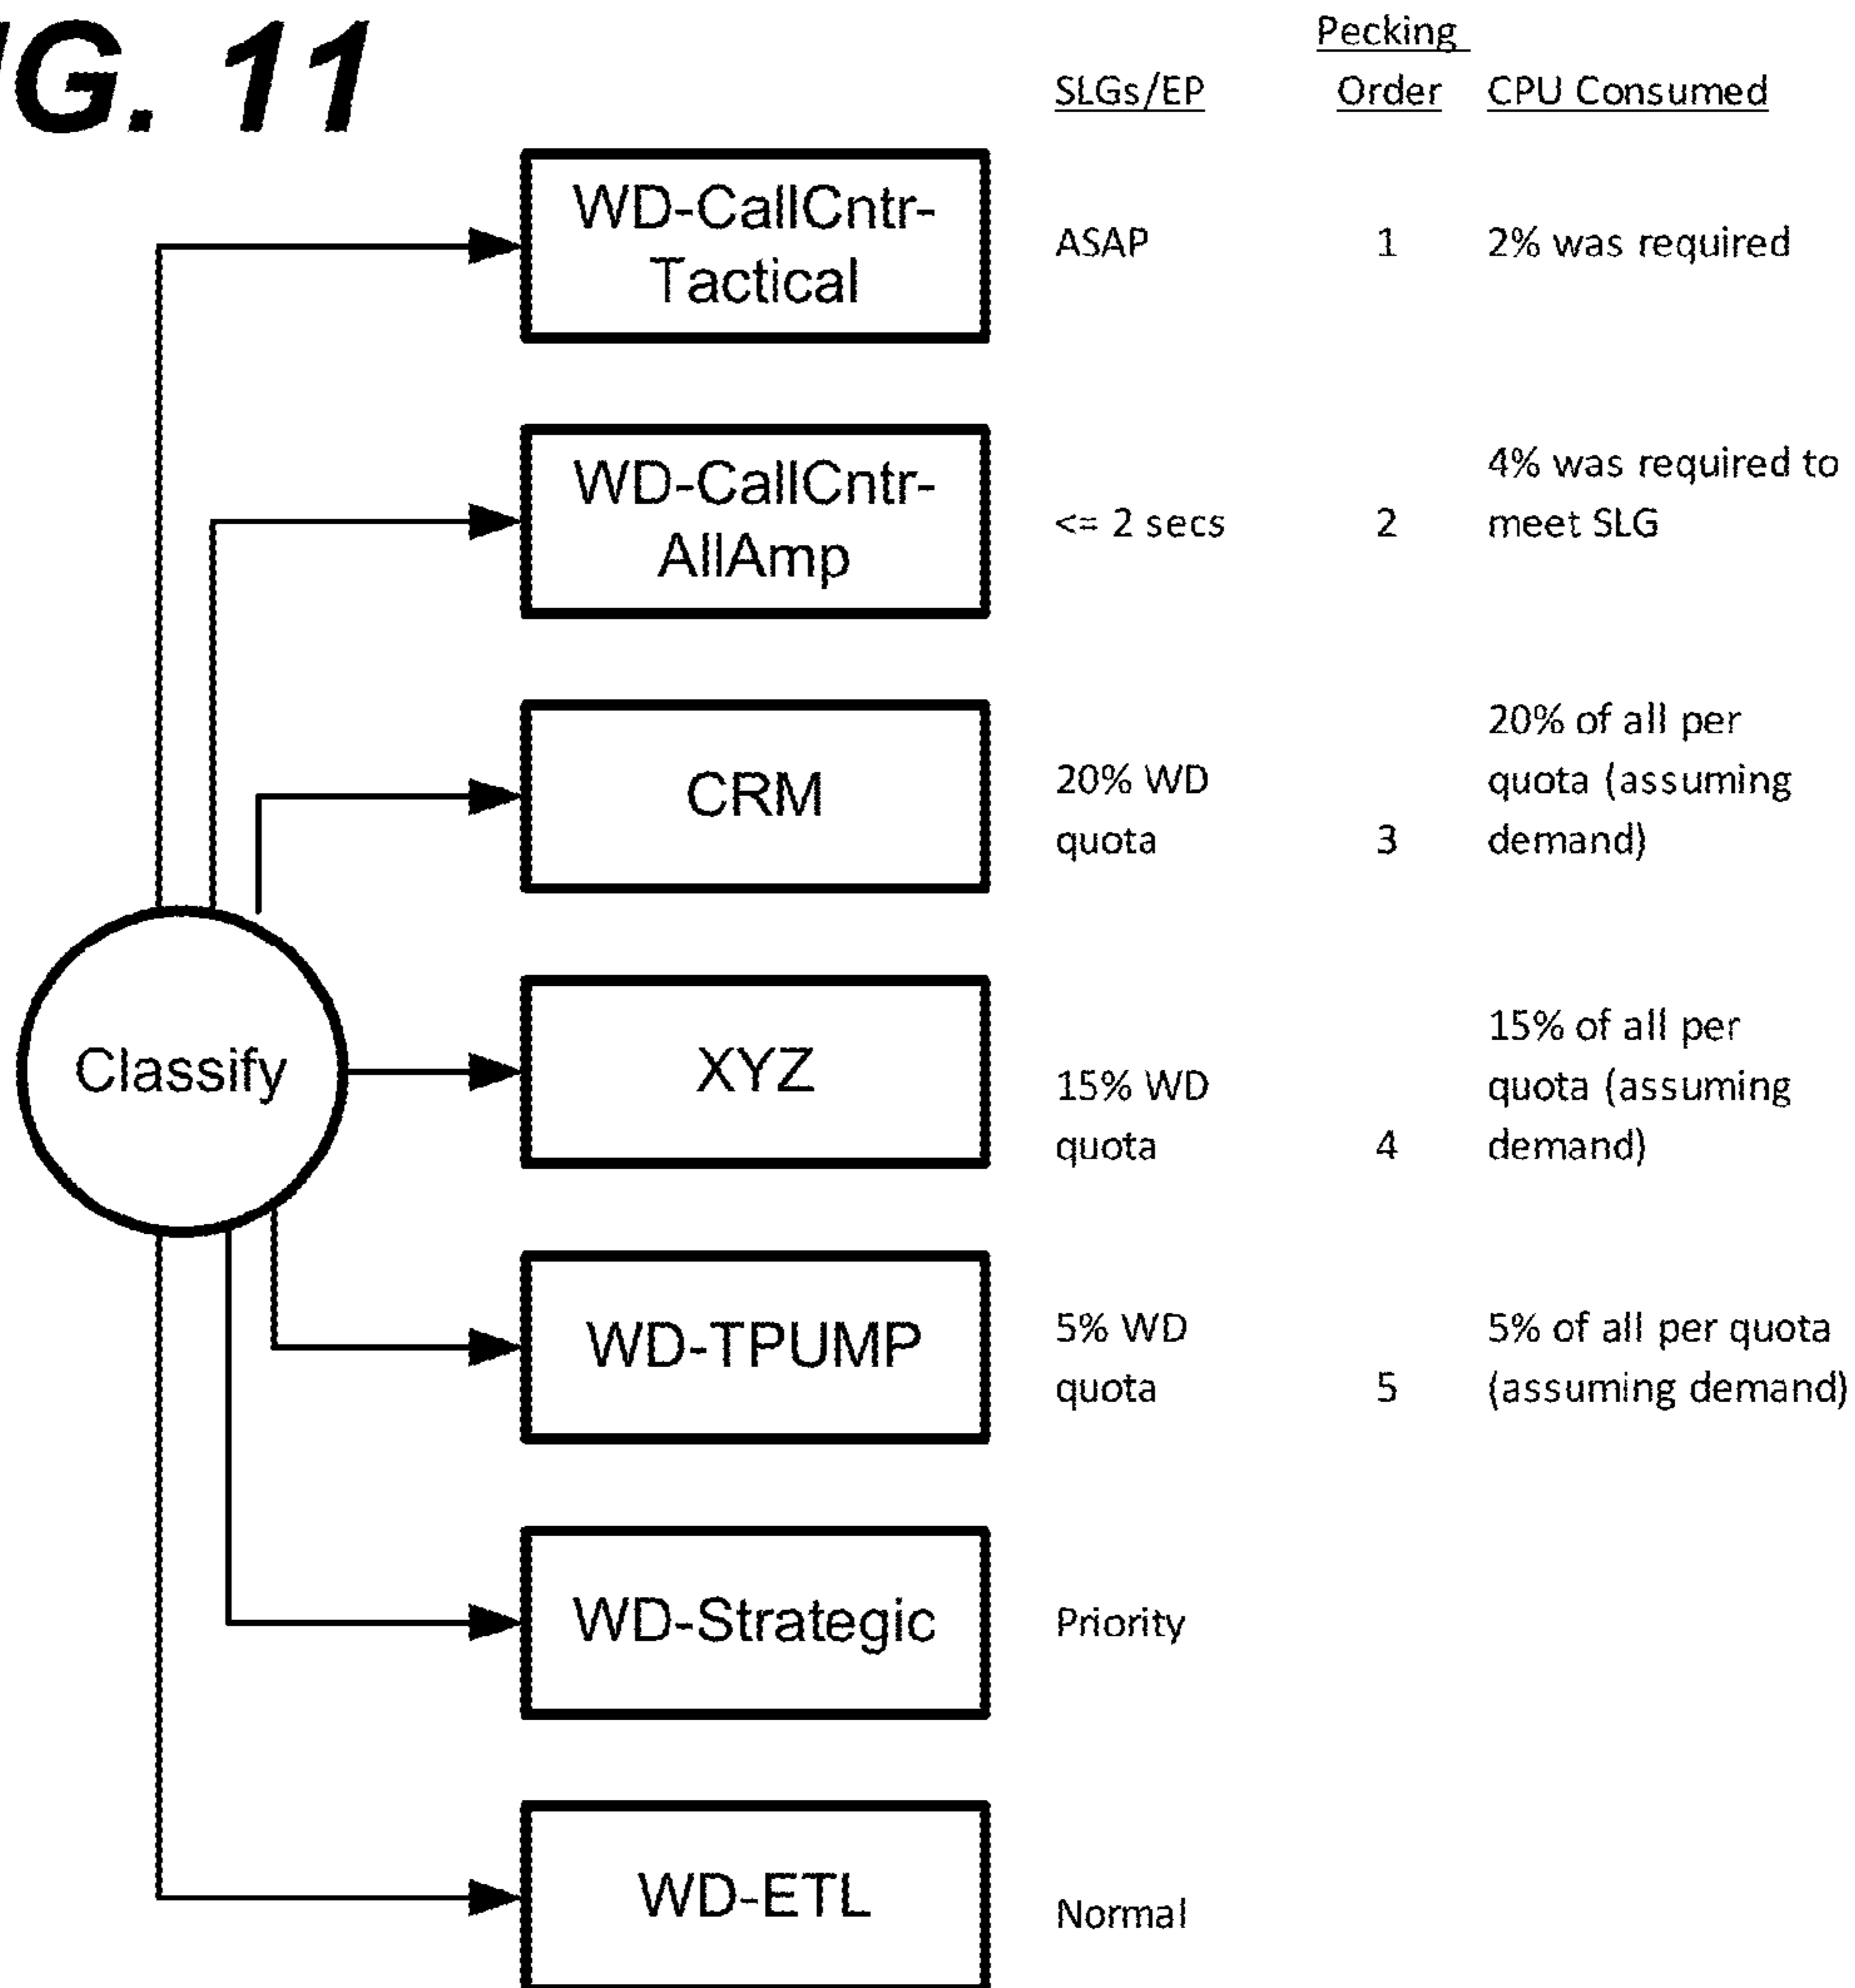 G. 11
Pecking
SLGs/EP Order CPU Consumed
WD-CallCntr-
Tactical
ASAP 1 2% was required
WD-CallCntr-
AllAmp
<= 2 secs 2
4% was required to
meet SLG
CRM
20% WD
quota
3
20% of all per
quota (assuming
demand)
Classify
XYZ
15% WD
quota
4
15% of all per
quota (assuming
demand)
WD-TPUMP
5% WD
quota
5
5% of all per quota
(assuming demand)
WD-Strategic
Priority
WD-ETL
Normal